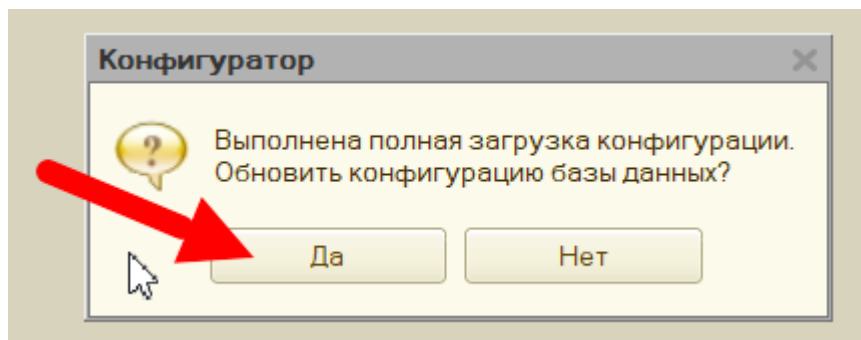 Конфигуратор
Выполнена полная загрузка конфигурации.
Обновить конфигурацию базы данных?
Да
Нет